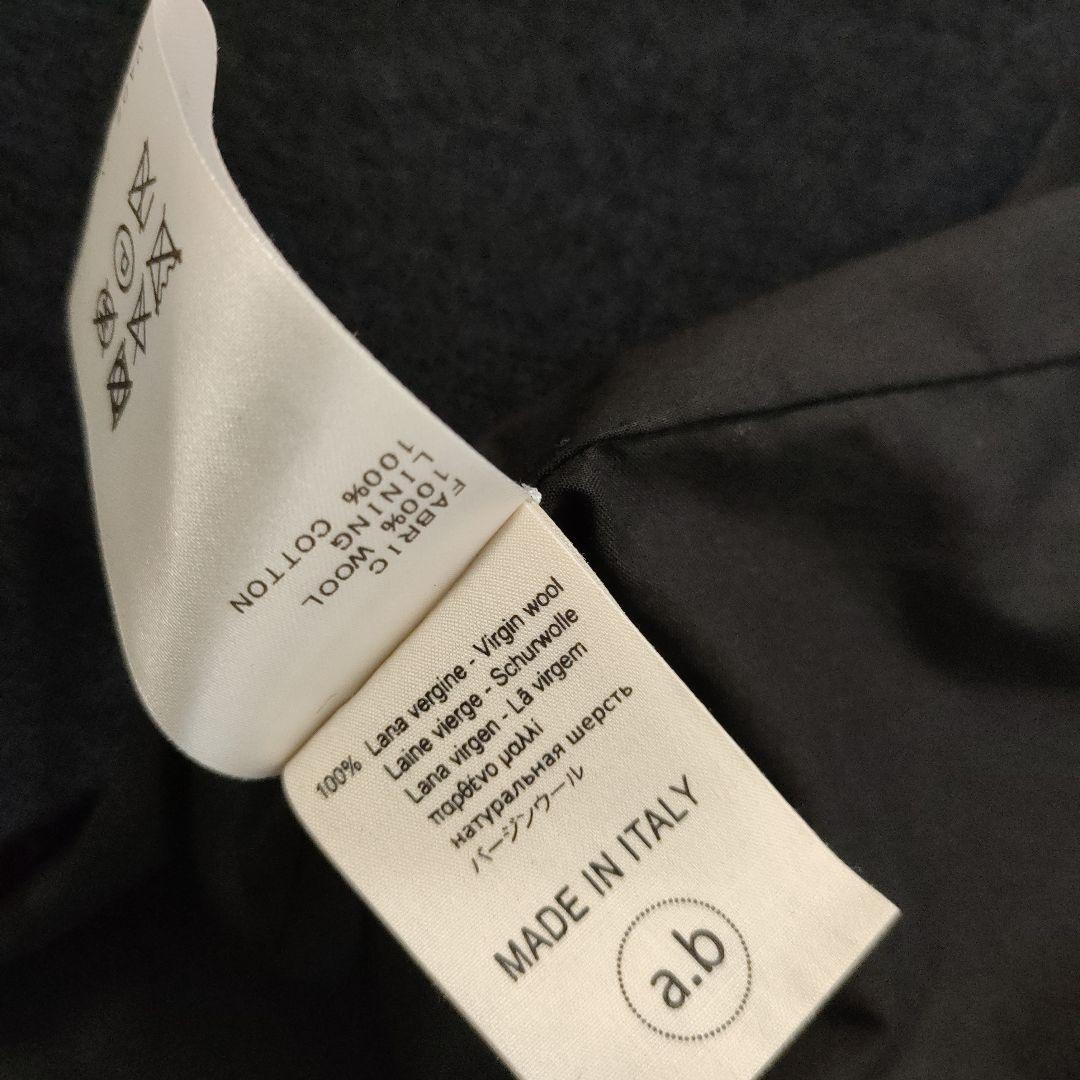 FABRIC
100% WOOL
LINING
100% COTTON
100% Lana vergine - Virgin wool
Laine vierge - Schurwolle
Lana virgen - Lã virgem
παρθένο μαλλί
натуральная шерсть
バージンウール
MADE IN ITALY
a.b